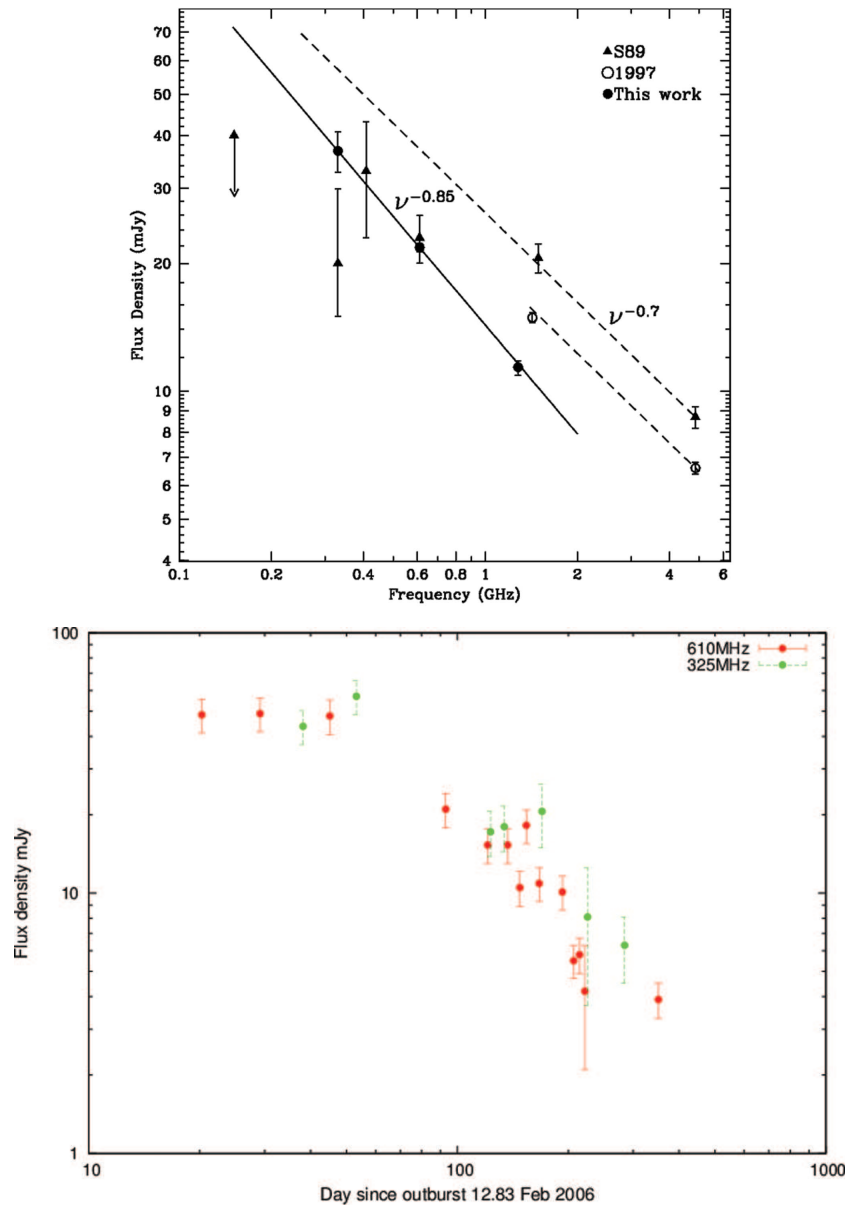 70
60
50
40
30
20
10
9
8
7
6
5
4
Flux Density (mJy)
S89
1997
This work
ν−0.85
ν−0.7
0.1
0.2
0.4
0.6
0.8
1
2
4
6
Frequency (GHz)
100
10
1
Flux density mJy
610MHz
325MHz
10
100
1000
Day since outburst 12.83 Feb 2006